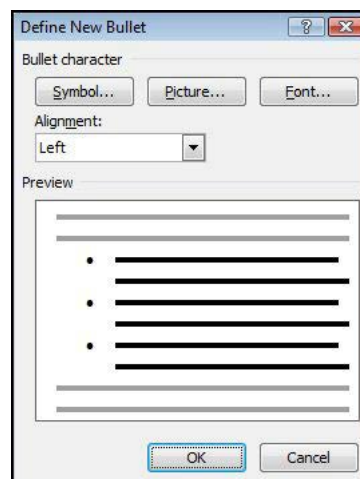 Define New Bullet
Bullet character
Symbol... Picture... Font...
Alignment:
Left
Preview
OK Cancel